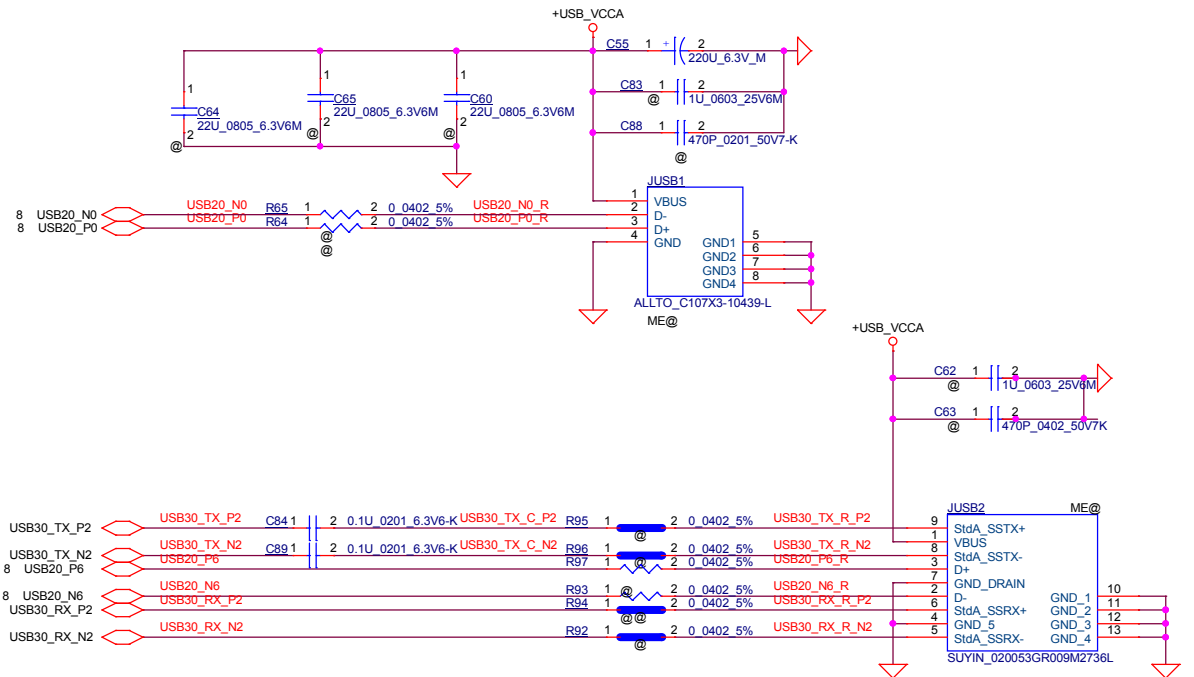 +USB_VCCA
C55 1 + 2 220U_6.3V_M
1 C64 22U_0805_6.3V6M 2 @
1 C65 22U_0805_6.3V6M 2 @
1 C60 22U_0805_6.3V6M 2 @
C83 1 2 1U_0603_25V6M @
C88 1 2 470P_0201_50V7-K @
JUSB1
1 VBUS
8 USB20_N0 USB20_N0 R65 1 2 0_0402_5% USB20_N0_R 2 D-
8 USB20_P0 USB20_P0 R64 1 2 0_0402_5% USB20_P0_R 3 D+
@
@
4 GND
GND1 5
GND2 6
GND3 7
GND4 8
ALLTO_C107X3-10439-L
ME@
+USB_VCCA
C62 1 2 1U_0603_25V6M @
C63 1 2 470P_0402_50V7K @
JUSB2 ME@
USB30_TX_P2 USB30_TX_P2 C84 1 2 0.1U_0201_6.3V6-K USB30_TX_C_P2 R95 1 2 0_0402_5% USB30_TX_R_P2 9 StdA_SSTX+
@
1 VBUS
USB30_TX_N2 USB30_TX_N2 C89 1 2 0.1U_0201_6.3V6-K USB30_TX_C_N2 R96 1 2 0_0402_5% USB30_TX_R_N2 8 StdA_SSTX-
@
8 USB20_P6 USB20_P6 R97 1 2 0_0402_5% USB20_P6_R 3 D+
7 GND_DRAIN
8 USB20_N6 USB20_N6 R93 1 @ 2 0_0402_5% USB20_N6_R 2 D-
USB30_RX_P2 USB30_RX_P2 R94 1 2 0_0402_5% USB30_RX_R_P2 6 StdA_SSRX+
@@
4 GND_5
USB30_RX_N2 USB30_RX_N2 R92 1 2 0_0402_5% USB30_RX_R_N2 5 StdA_SSRX-
@
GND_1 10
GND_2 11
GND_3 12
GND_4 13
SUYIN_020053GR009M2736L